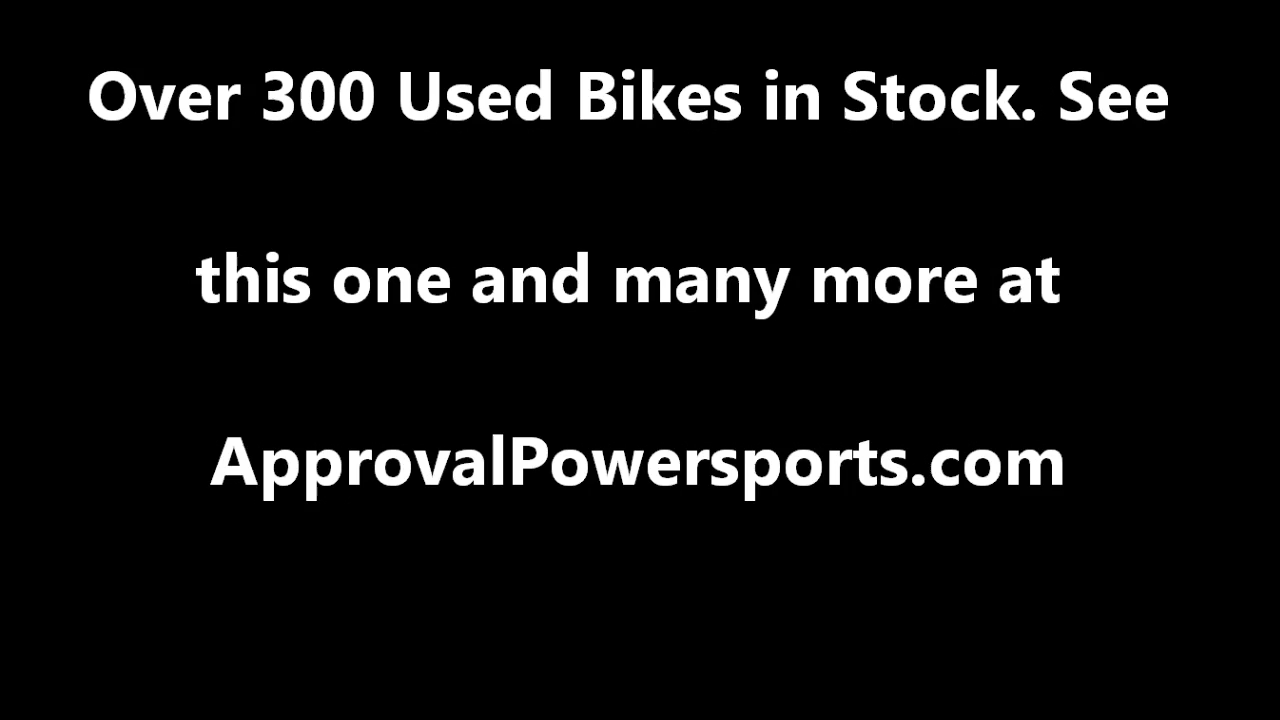 Over 300 Used Bikes in Stock. See
this one and many more at
ApprovalPowersports.com